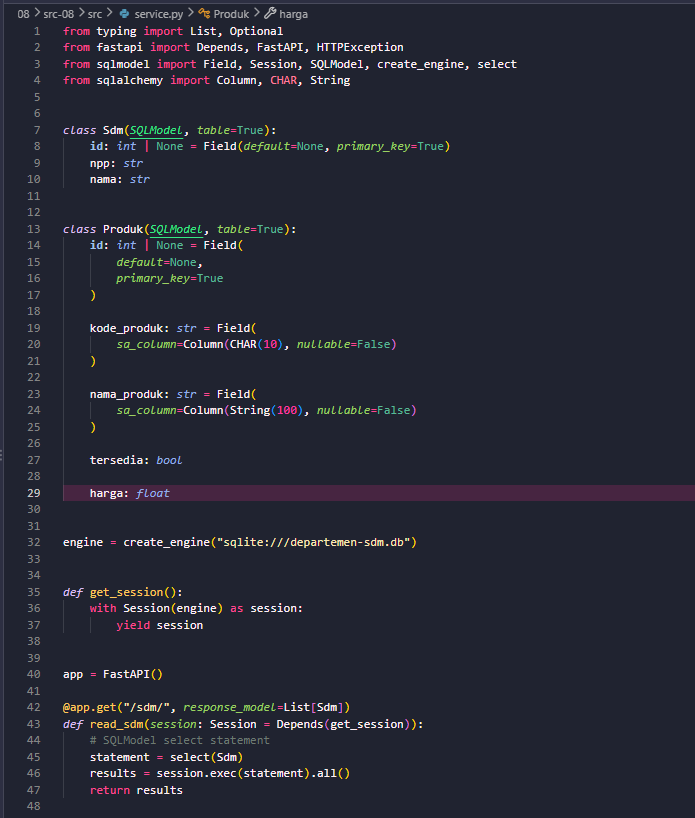 08 > src-08 > src > service.py > Produk > harga
1 from typing import List, Optional
2 from fastapi import Depends, FastAPI, HTTPException
3 from sqlmodel import Field, Session, SQLModel, create_engine, select
4 from sqlalchemy import Column, CHAR, String
5
6
7 class Sdm(SQLModel, table=True):
8     id: int | None = Field(default=None, primary_key=True)
9     npp: str
10     nama: str
11
12
13 class Produk(SQLModel, table=True):
14     id: int | None = Field(
15         default=None,
16         primary_key=True
17     )
18
19     kode_produk: str = Field(
20         sa_column=Column(CHAR(10), nullable=False)
21     )
22
23     nama_produk: str = Field(
24         sa_column=Column(String(100), nullable=False)
25     )
26
27     tersedia: bool
28
29     harga: float
30
31
32 engine = create_engine("sqlite:///departemen-sdm.db")
33
34
35 def get_session():
36     with Session(engine) as session:
37         yield session
38
39
40 app = FastAPI()
41
42 @app.get("/sdm/", response_model=List[Sdm])
43 def read_sdm(session: Session = Depends(get_session)):
44     # SQLModel select statement
45     statement = select(Sdm)
46     results = session.exec(statement).all()
47     return results
48